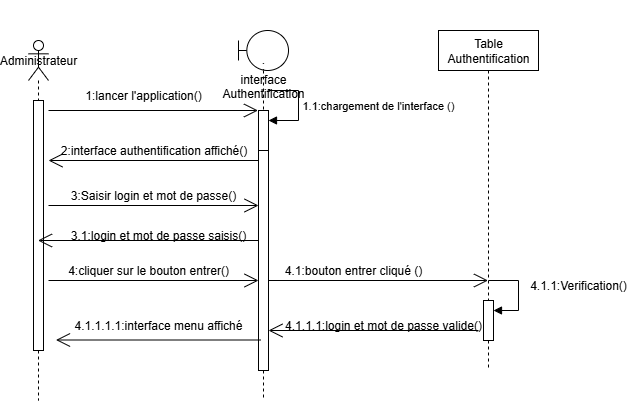 Administrateur
interface
Authentification
Table
Authentification
1:lancer l'application()
1.1:chargement de l'interface ()
2:interface authentification affiché()
3:Saisir login et mot de passe()
3.1:login et mot de passe saisis()
4:cliquer sur le bouton entrer()
4.1:bouton entrer cliqué ()
4.1.1:Verification()
4.1.1.1:login et mot de passe valide()
4.1.1.1.1:interface menu affiché